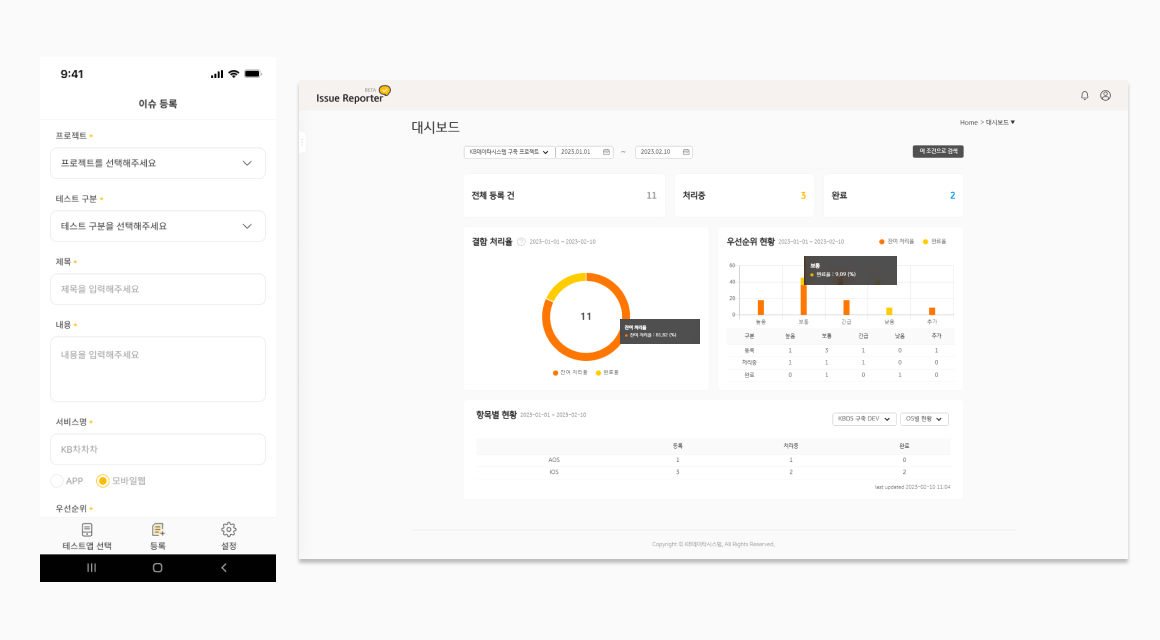 9:41
이슈 등록
프로젝트 *
프로젝트를 선택해주세요
테스트 구분 *
테스트 구분을 선택해주세요
제목 *
제목을 입력해주세요
내용 *
내용을 입력해주세요
서비스명 *
KB차차차
APP 모바일웹
우선순위 *
테스트앱 선택 등록 설정
BETA
Issue Reporter
대시보드
Home > 대시보드 ▼
KB데이타시스템 구축 프로젝트 2023.01.01 ~ 2023.02.10 이 조건으로 검색
전체 등록 건 11 처리중 3 완료 2
결함 처리율 ? 2023-01-01 ~ 2023-02-10
11
잔여 처리율
잔여 처리율 : 81.82 (%)
잔여 처리율 완료율
우선순위 현황 2023-01-01 ~ 2023-02-10 잔여 처리율 완료율
보통
완료율 : 9.09 (%)
60
40
20
0
높음 보통 긴급 낮음 추가
구분 높음 보통 긴급 낮음 추가
등록 1 3 1 0 1
처리중 1 1 1 0 0
완료 0 1 0 1 0
항목별 현황 2023-01-01 ~ 2023-02-10
KBDS 구축 DEV OS별 현황
등록 처리중 완료
AOS 1 1 0
IOS 3 2 2
last updated 2023-02-10 11:04
Copyright © KB데이타시스템, All Rights Reserved.